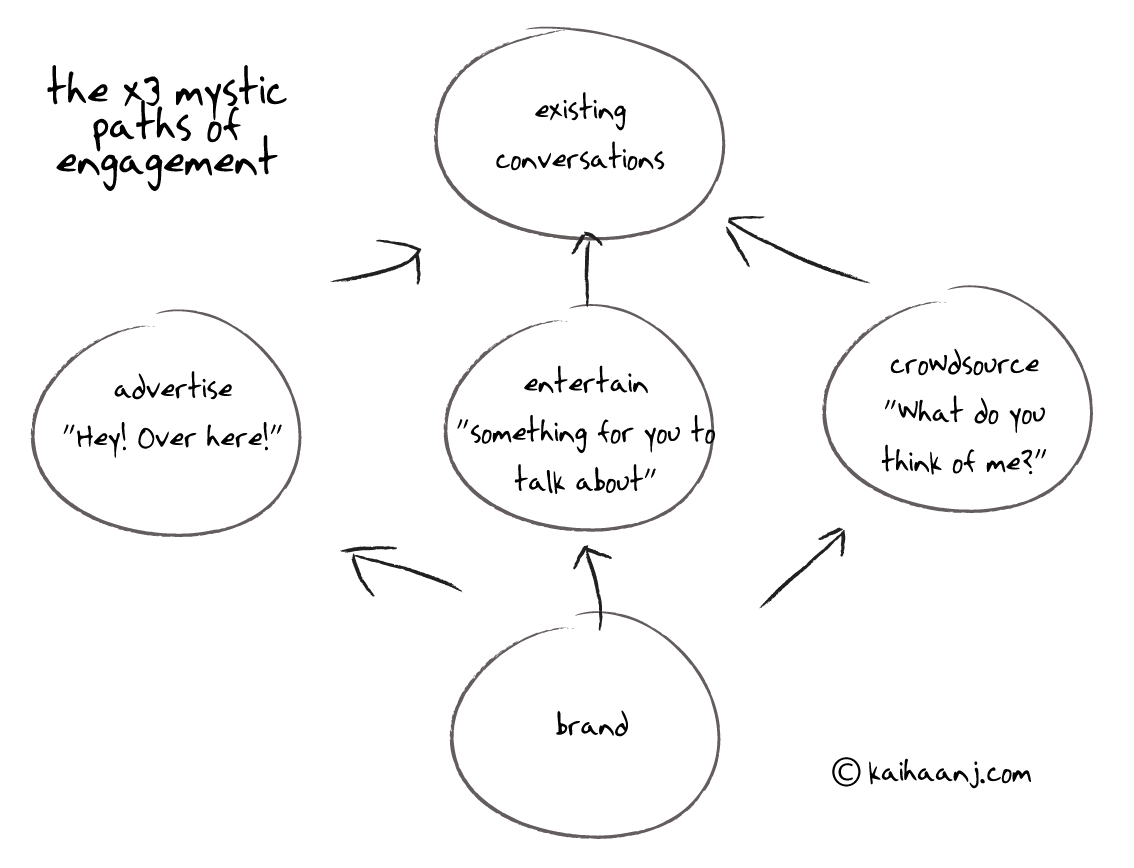 the x3 mystic
paths of
engagement
existing
conversations
advertise
"Hey! Over here!"
entertain
"something for you to
talk about"
crowdsource
"What do you
think of me?"
brand
© kaihaanj.com